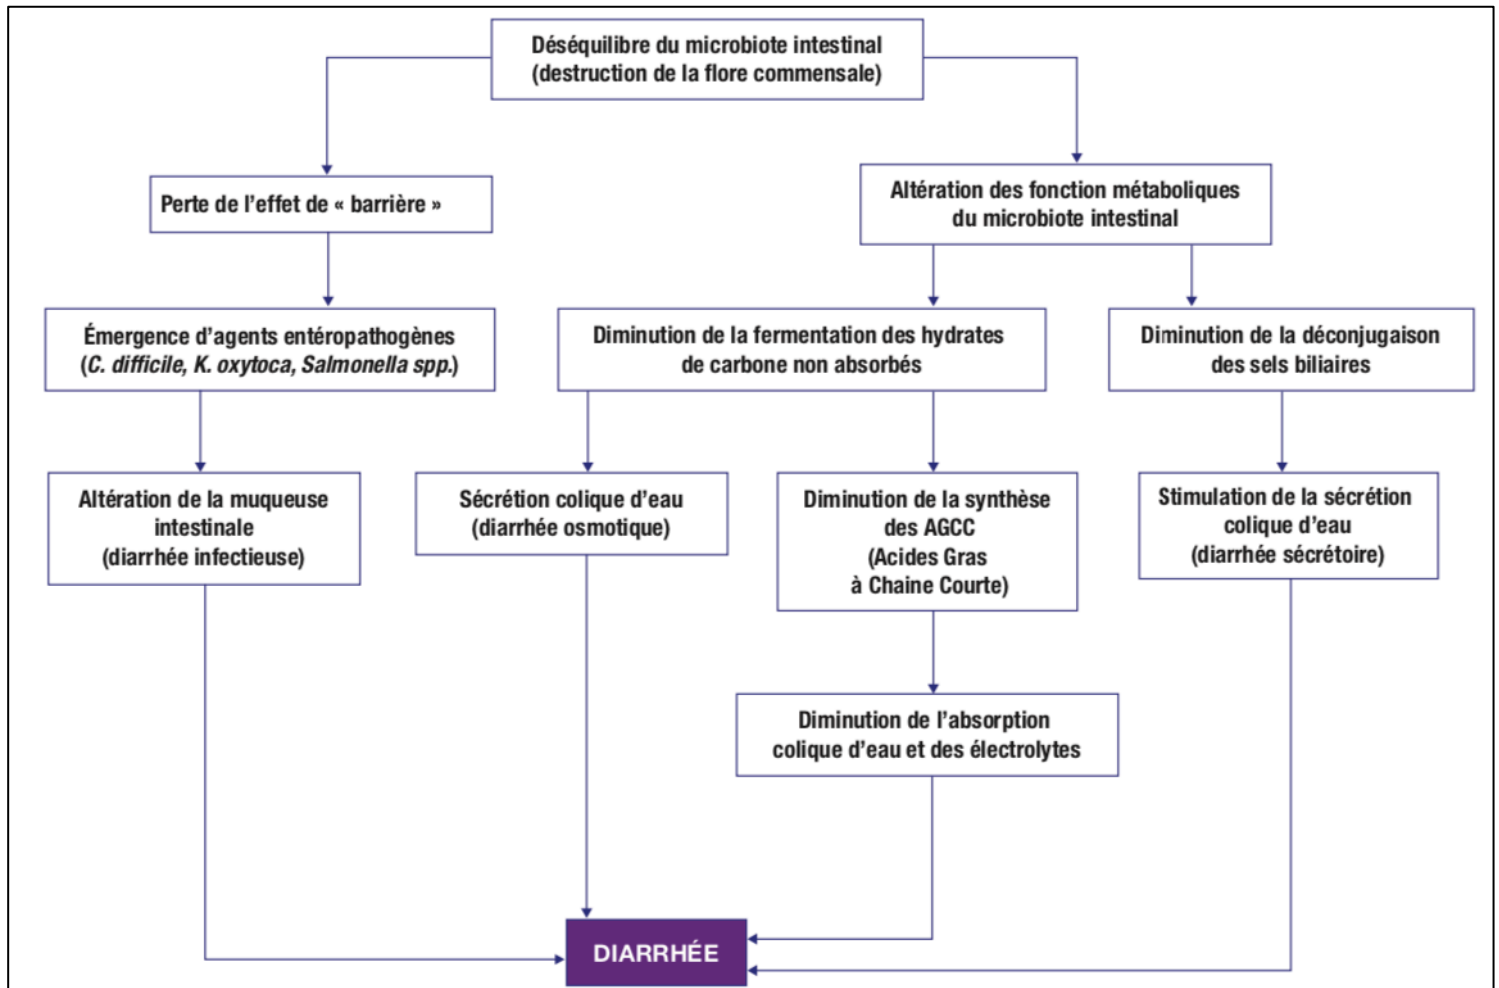 Déséquilibre du microbiote intestinal
(destruction de la flore commensale)
Perte de l'effet de « barrière »
Altération des fonction métaboliques
du microbiote intestinal
Émergence d'agents entéropathogènes
(C. difficile, K. oxytoca, Salmonella spp.)
Diminution de la fermentation des hydrates
de carbone non absorbés
Diminution de la déconjugaison
des sels biliaires
Altération de la muqueuse
intestinale
(diarrhée infectieuse)
Sécrétion colique d'eau
(diarrhée osmotique)
Diminution de la synthèse
des AGCC
(Acides Gras
à Chaine Courte)
Stimulation de la sécrétion
colique d'eau
(diarrhée sécrétoire)
Diminution de l'absorption
colique d'eau et des électrolytes
DIARRHÉE